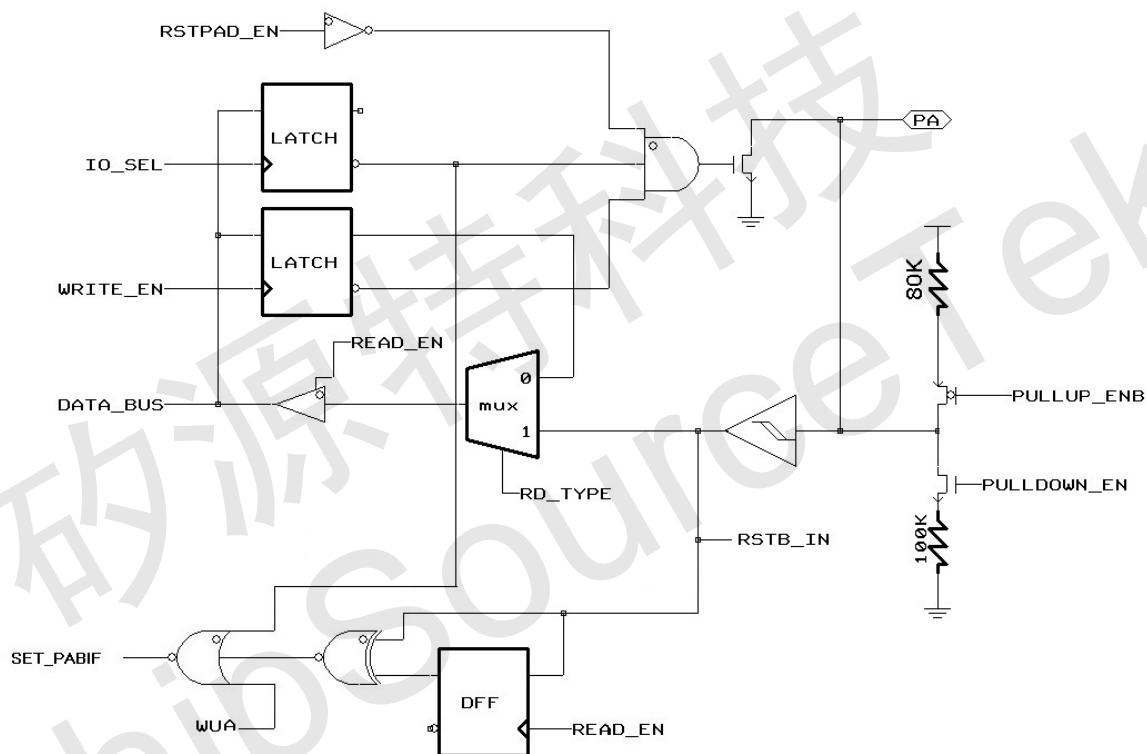 RSTPAD_EN
LATCH
PA
IO_SEL
LATCH
80K
WRITE_EN
READ_EN
0
DATA_BUS
mux
PULLUP_ENB
1
RD_TYPE
PULLDOWN_EN
RSTB_IN
100K
SET_PABIF
DFF
WUA
READ_EN
矽源特科技
ChipSourceTek